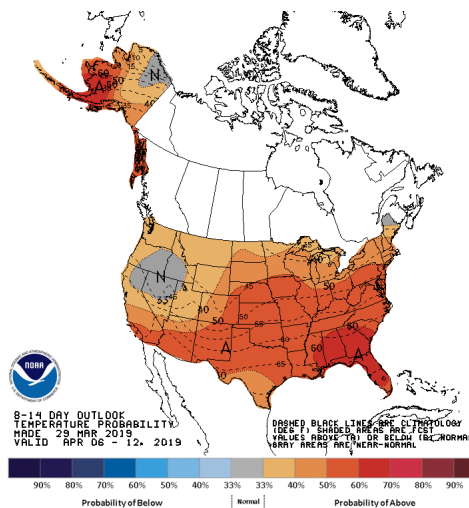 N
A
N
A
A
NOAA
8-14 DAY OUTLOOK
TEMPERATURE PROBABILITY
MADE 29 MAR 2019
VALID APR 06 - 12, 2019
DASHED BLACK LINES ARE CLIMATOLOGY
(DEG F) SHADED AREAS ARE FCST
VALUES ABOVE (A) OR BELOW (B) NORMAL
GRAY AREAS ARE NEAR-NORMAL
90% 80% 70% 60% 50% 40% 33% 33% 40% 50% 60% 70% 80% 90%
Probability of Below Normal Probability of Above